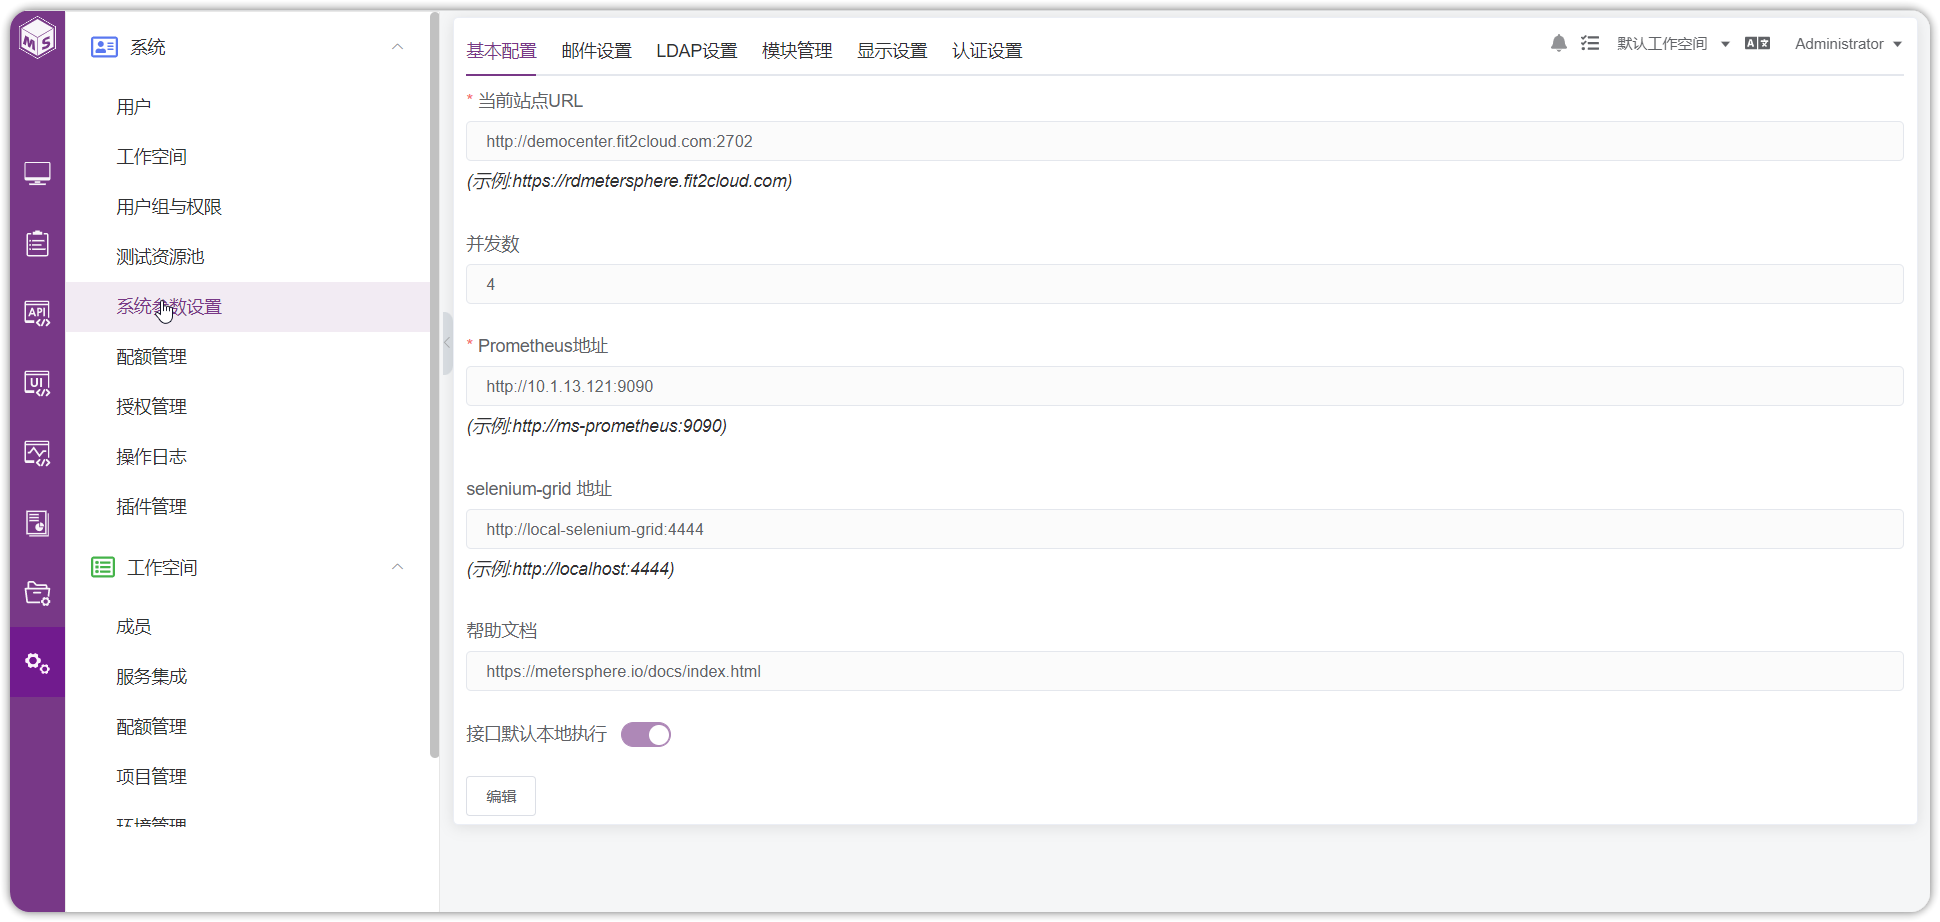 MS
系统
用户
工作空间
用户组与权限
测试资源池
系统参数设置
配额管理
授权管理
操作日志
插件管理
工作空间
成员
服务集成
配额管理
项目管理
环境管理
API
UI
基本配置 邮件设置 LDAP设置 模块管理 显示设置 认证设置
默认工作空间 Administrator
* 当前站点URL
http://democenter.fit2cloud.com:2702
(示例:https://rdmetersphere.fit2cloud.com)
并发数
4
* Prometheus地址
http://10.1.13.121:9090
(示例:http://ms-prometheus:9090)
selenium-grid 地址
http://local-selenium-grid:4444
(示例:http://localhost:4444)
帮助文档
https://metersphere.io/docs/index.html
接口默认本地执行
编辑